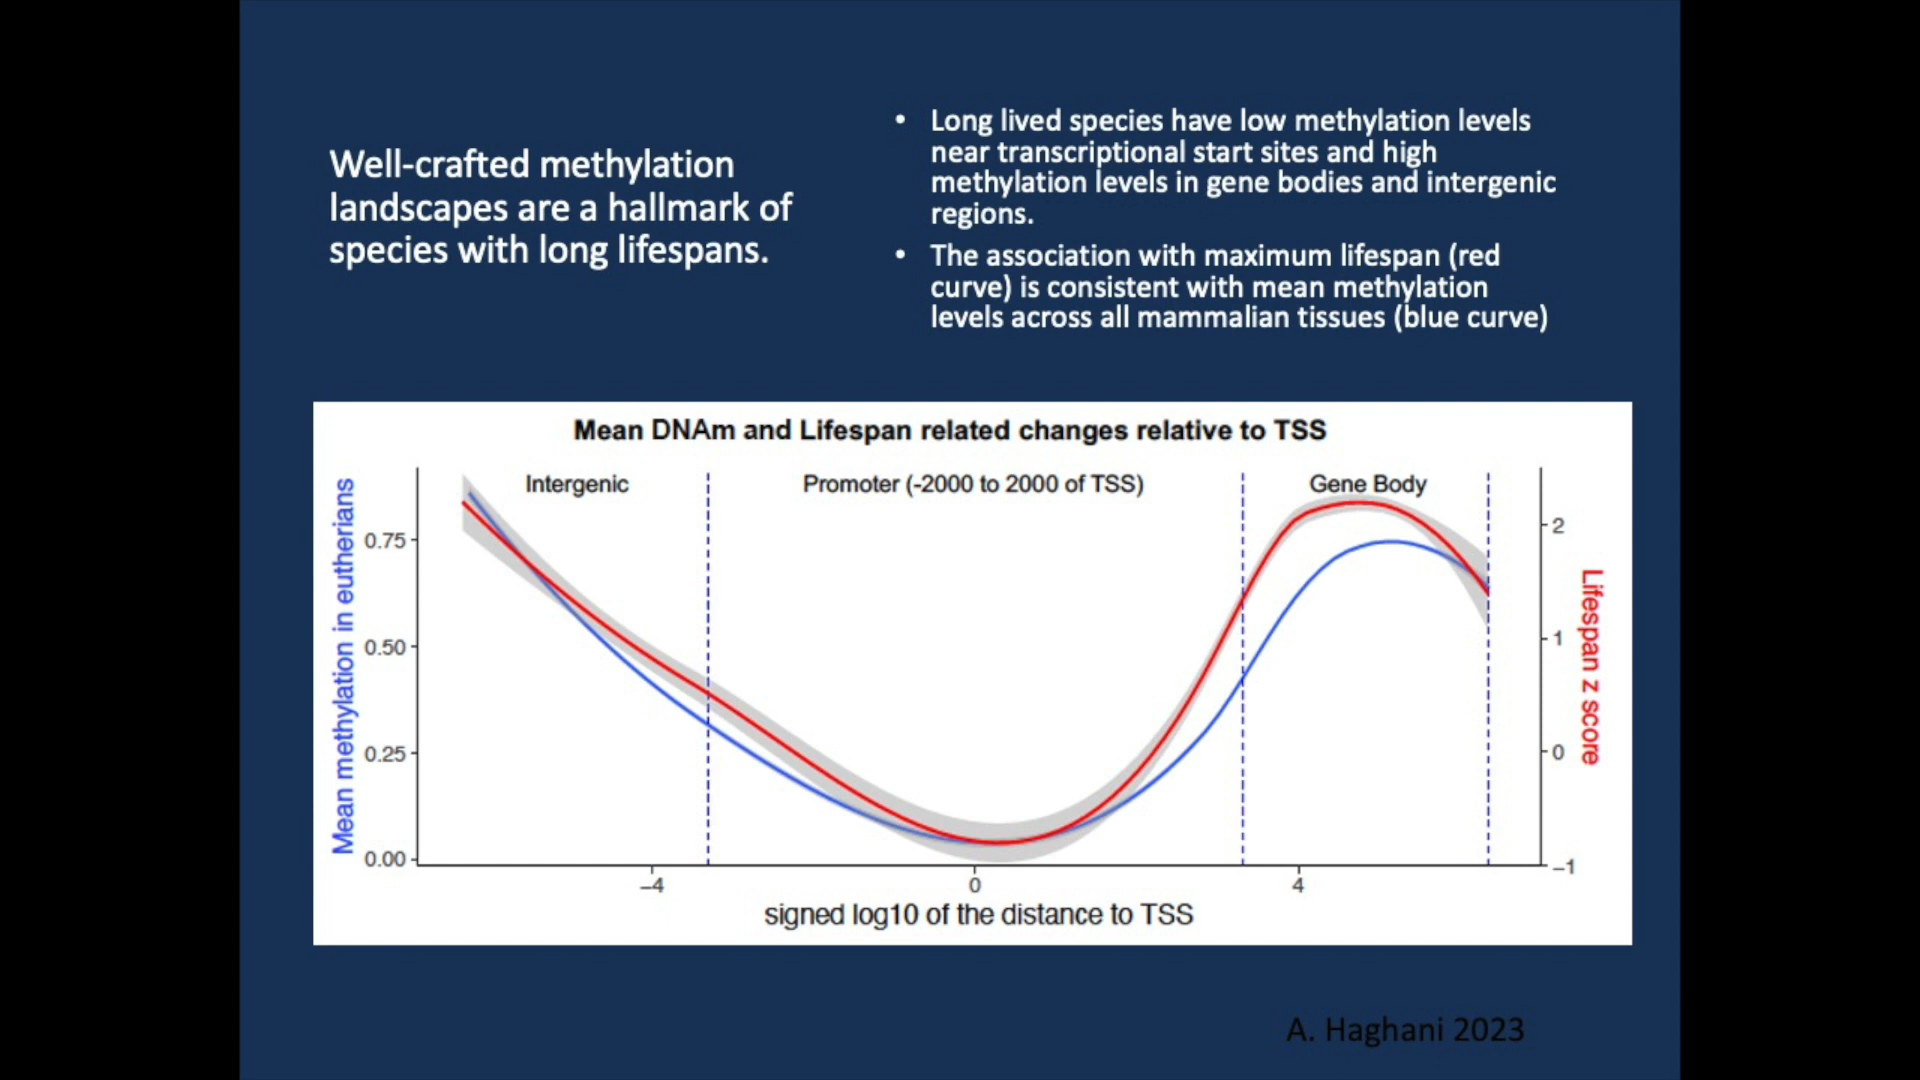 Well-crafted methylation
landscapes are a hallmark of
species with long lifespans.
• Long lived species have low methylation levels
near transcriptional start sites and high
methylation levels in gene bodies and intergenic
regions.
• The association with maximum lifespan (red
curve) is consistent with mean methylation
levels across all mammalian tissues (blue curve)
Mean DNAm and Lifespan related changes relative to TSS
Intergenic
Promoter (-2000 to 2000 of TSS)
Gene Body
Mean methylation in eutherians
0.75
0.50
0.25
0.00
2
1
0
−1
Lifespan z score
−4
0
4
signed log10 of the distance to TSS
A. Haghani 2023